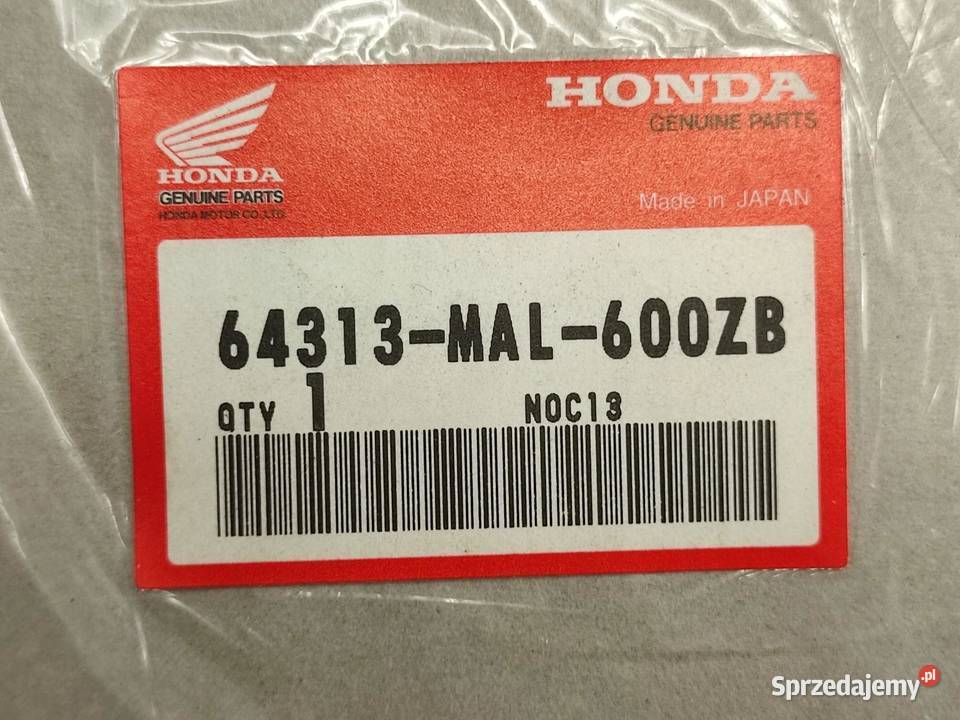 HONDA
GENUINE PARTS
HONDA
GENUINE PARTS
HONDA MOTOR CO., LTD.
Made in JAPAN
64313-MAL-600ZB
QTY 1 NOC13
Sprzedajemy.pl